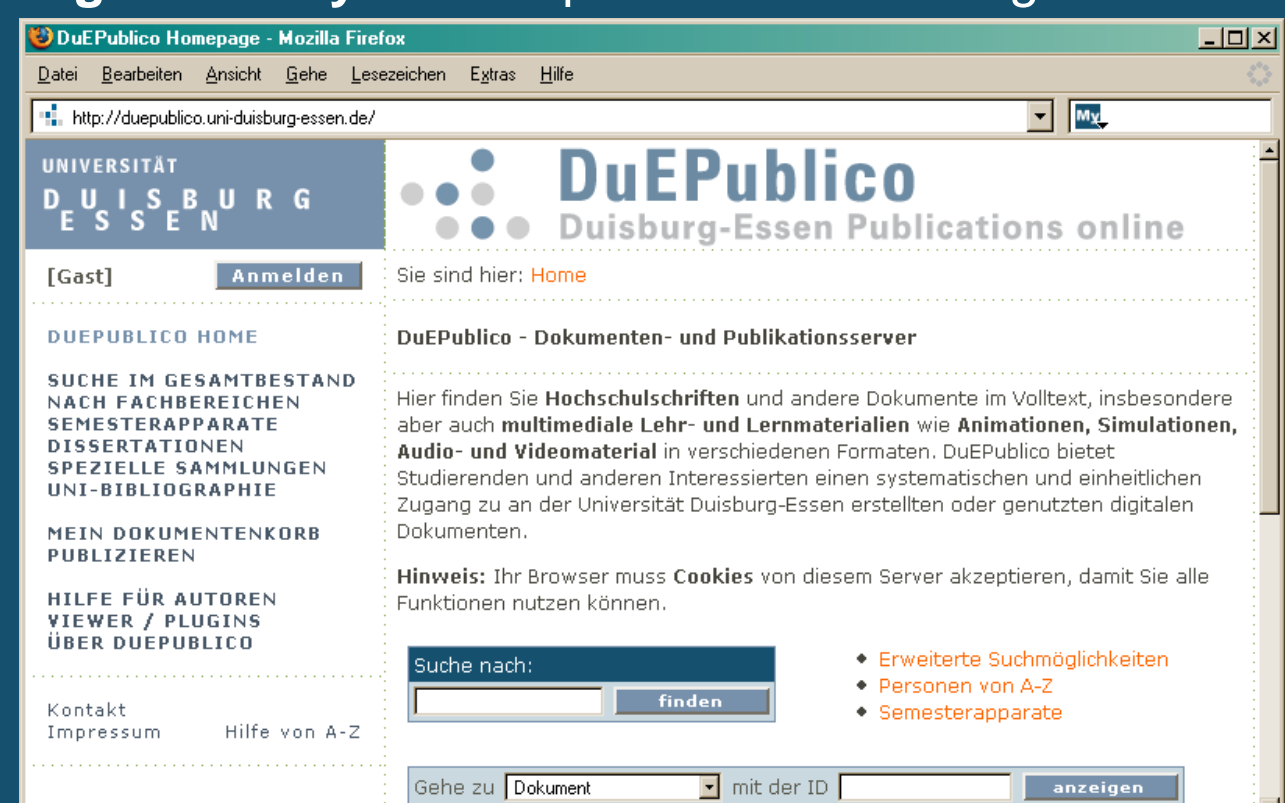 DuEPublico Homepage - Mozilla Firefox
Datei Bearbeiten Ansicht Gehe Lesezeichen Extras Hilfe
http://duepublico.uni-duisburg-essen.de/
My
UNIVERSITÄT
DUISBURG
ESSEN
DuEPublico
Duisburg-Essen Publications online
[Gast] Anmelden
Sie sind hier: Home
DUEPUBLICO HOME
SUCHE IM GESAMTBESTAND
NACH FACHBEREICHEN
SEMESTERAPPARATE
DISSERTATIONEN
SPEZIELLE SAMMLUNGEN
UNI-BIBLIOGRAPHIE
MEIN DOKUMENTENKORB
PUBLIZIEREN
HILFE FÜR AUTOREN
VIEWER / PLUGINS
ÜBER DUEPUBLICO
Kontakt
Impressum Hilfe von A-Z
DuEPublico - Dokumenten- und Publikationsserver
Hier finden Sie Hochschulschriften und andere Dokumente im Volltext, insbesondere
aber auch multimediale Lehr- und Lernmaterialien wie Animationen, Simulationen,
Audio- und Videomaterial in verschiedenen Formaten. DuEPublico bietet
Studierenden und anderen Interessierten einen systematischen und einheitlichen
Zugang zu an der Universität Duisburg-Essen erstellten oder genutzten digitalen
Dokumenten.
Hinweis: Ihr Browser muss Cookies von diesem Server akzeptieren, damit Sie alle
Funktionen nutzen können.
Suche nach:
finden
Erweiterte Suchmöglichkeiten
Personen von A-Z
Semesterapparate
Gehe zu Dokument mit der ID anzeigen